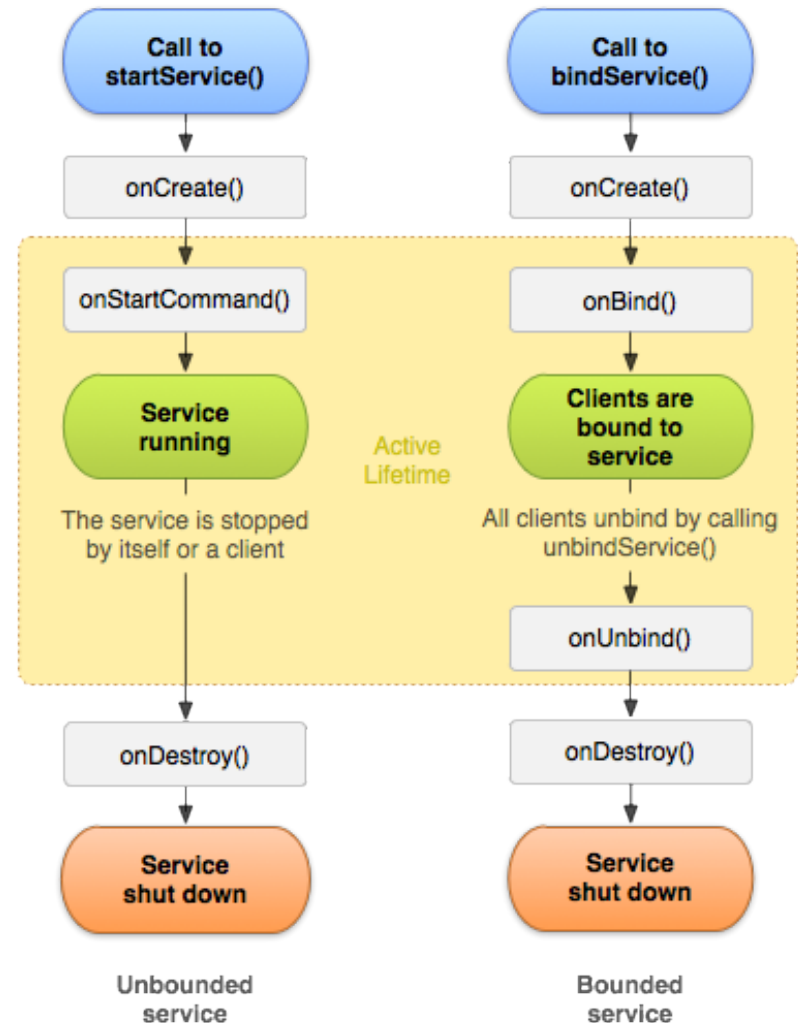 Call to
startService()
onCreate()
onStartCommand()
Service
running
The service is stopped
by itself or a client
onDestroy()
Service
shut down
Unbounded
service
Active
Lifetime
Call to
bindService()
onCreate()
onBind()
Clients are
bound to
service
All clients unbind by calling
unbindService()
onUnbind()
onDestroy()
Service
shut down
Bounded
service